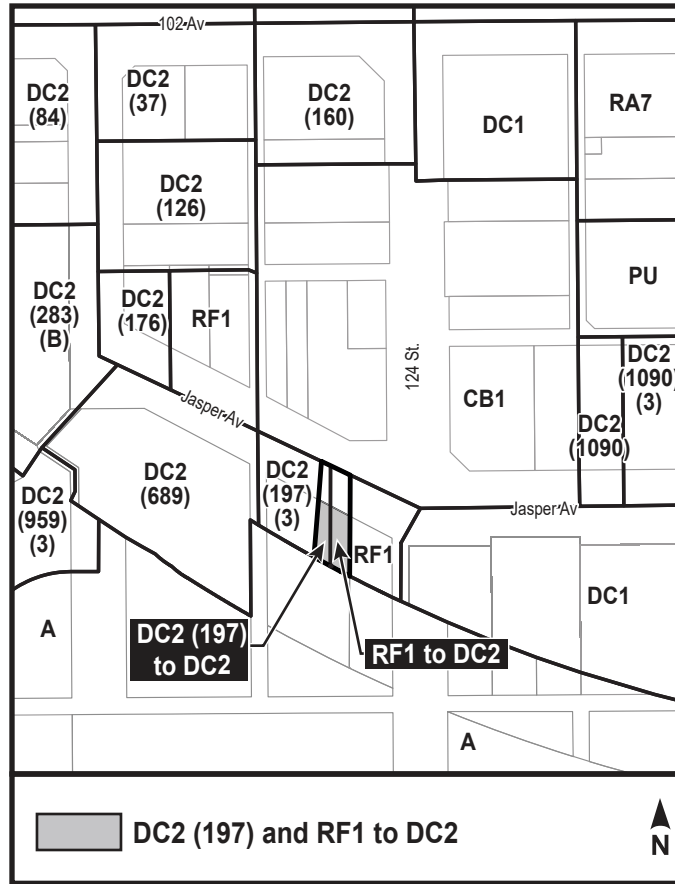 102 Av
DC2
(84)
DC2
(37)
DC2
(160)
DC1
RA7
DC2
(126)
PU
DC2
(283)
(B)
DC2
(176)
RF1
124 St.
DC2
(1090)
(3)
CB1
DC2
(1090)
Jasper Av
DC2
(689)
DC2
(197)
(3)
DC2
(959)
(3)
Jasper Av
RF1
DC1
A
DC2 (197)
to DC2
RF1 to DC2
A
DC2 (197) and RF1 to DC2
N